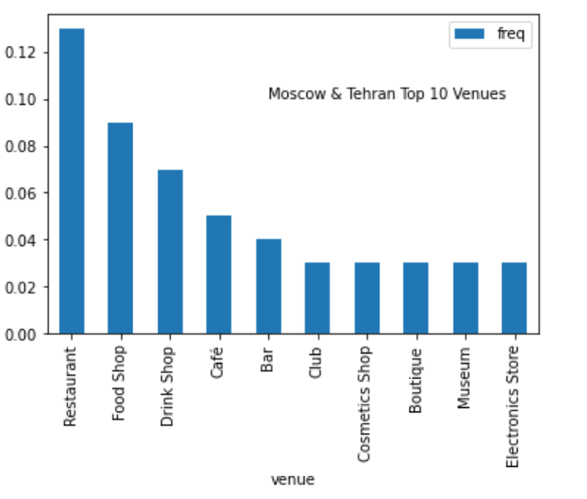 freq
Moscow & Tehran Top 10 Venues
0.12
0.10
0.08
0.06
0.04
0.02
0.00
Restaurant
Food Shop
Drink Shop
Café
Bar
Club
Cosmetics Shop
Boutique
Museum
Electronics Store
venue